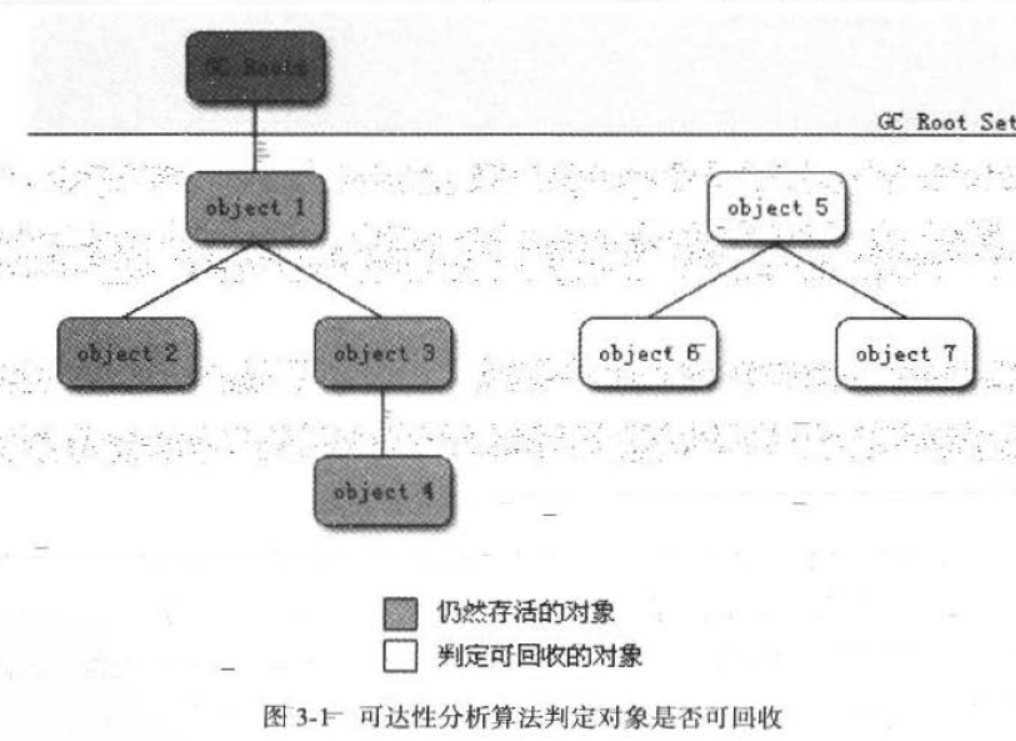 GC Roots
GC Root Set
object 1
object 5
object 2
object 3
object 6
object 7
object 4
仍然存活的对象
判定可回收的对象
图 3-1 可达性分析算法判定对象是否可回收